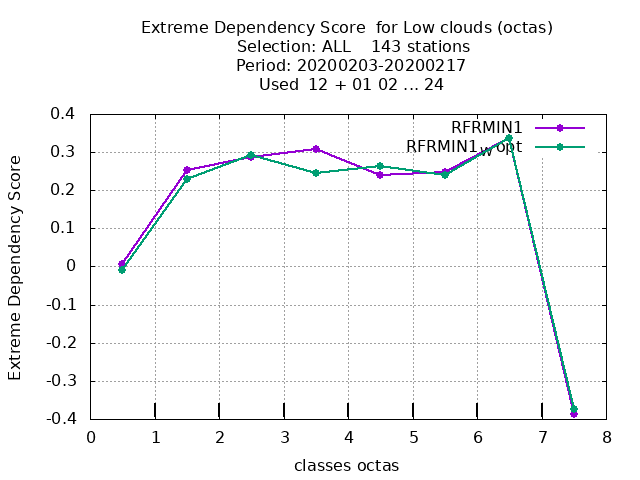 Extreme Dependency Score  for Low clouds (octas)
Selection: ALL    143 stations
Period: 20200203-20200217
Used  12 + 01 02 ... 24
RFRMIN1
RFRMIN1wopt
Extreme Dependency Score
0.4
0.3
0.2
0.1
0
-0.1
-0.2
-0.3
-0.4
0 1 2 3 4 5 6 7 8
classes octas